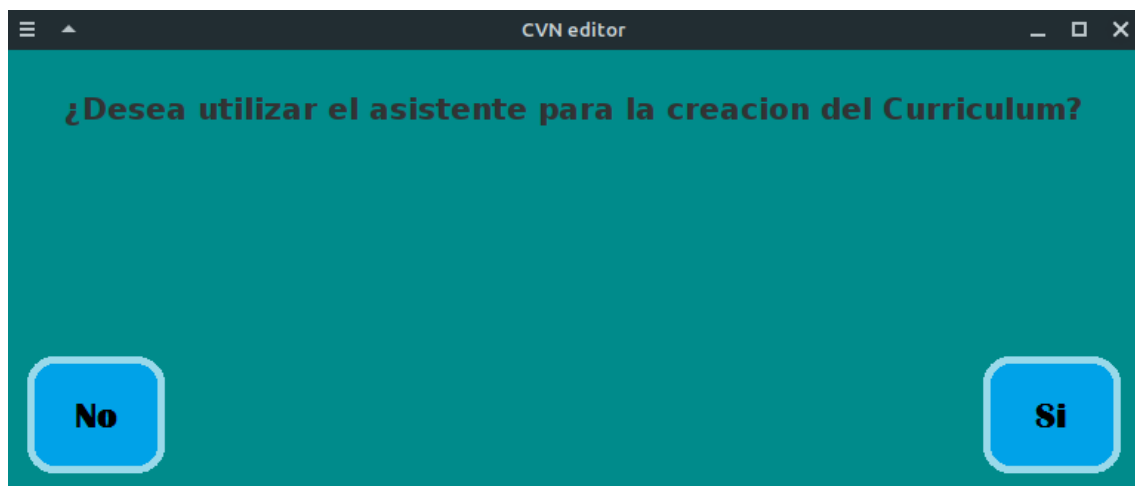 CVN editor
¿Desea utilizar el asistente para la creacion del Curriculum?
No
Si